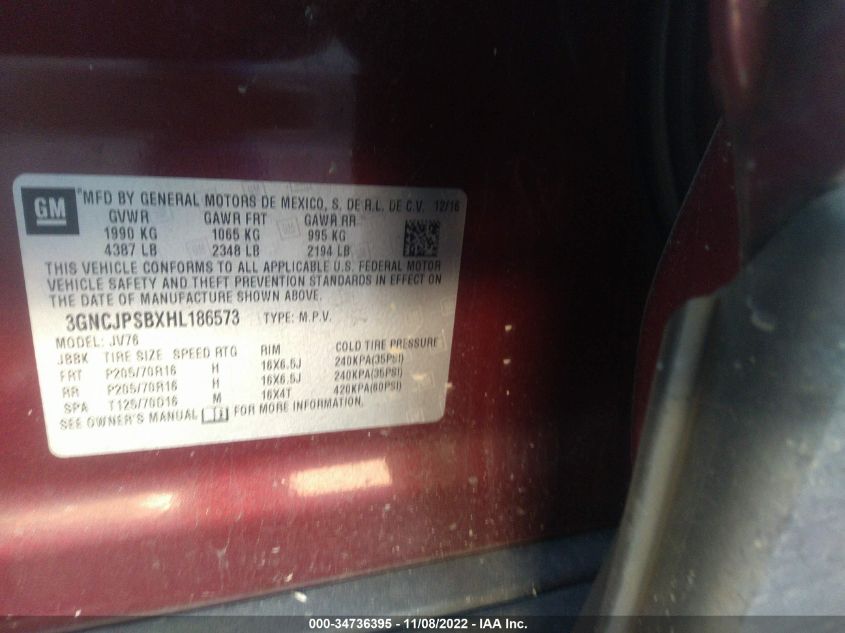 GM
MFD BY GENERAL MOTORS DE MEXICO, S. DE R.L. DE C.V. 12/16
GVWR GAWR FRT GAWR RR
1990 KG 1065 KG 995 KG
4387 LB 2348 LB 2194 LB
THIS VEHICLE CONFORMS TO ALL APPLICABLE U.S. FEDERAL MOTOR
VEHICLE SAFETY AND THEFT PREVENTION STANDARDS IN EFFECT ON
THE DATE OF MANUFACTURE SHOWN ABOVE.
3GNCJPSBXHL186573 TYPE: M.P.V.
MODEL: JV76
JBBK TIRE SIZE SPEED RTG RIM COLD TIRE PRESSURE
FRT P205/70R16 H 16X6.5J 240KPA(35PSI)
RR P205/70R16 H 16X6.5J 240KPA(35PSI)
SPA T125/70D16 M 16X4T 420KPA(60PSI)
SEE OWNER'S MANUAL FOR MORE INFORMATION.
000-34736395 - 11/08/2022 - IAA Inc.